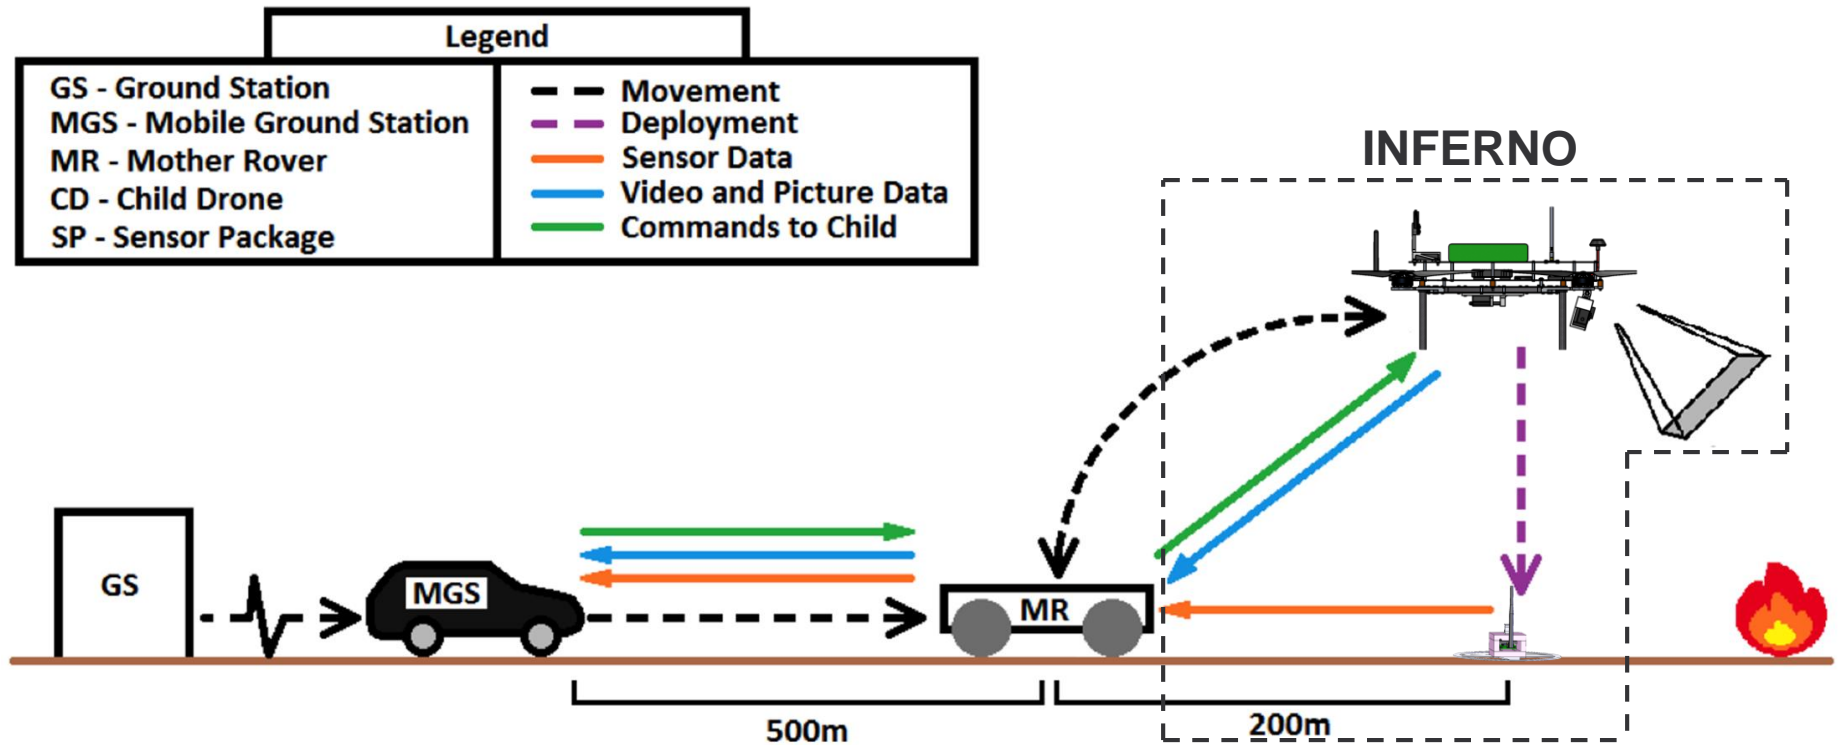 Legend
GS - Ground Station
MGS - Mobile Ground Station
MR - Mother Rover
CD - Child Drone
SP - Sensor Package
Movement
Deployment
Sensor Data
Video and Picture Data
Commands to Child
INFERNO
GS
MGS
MR
500m
200m